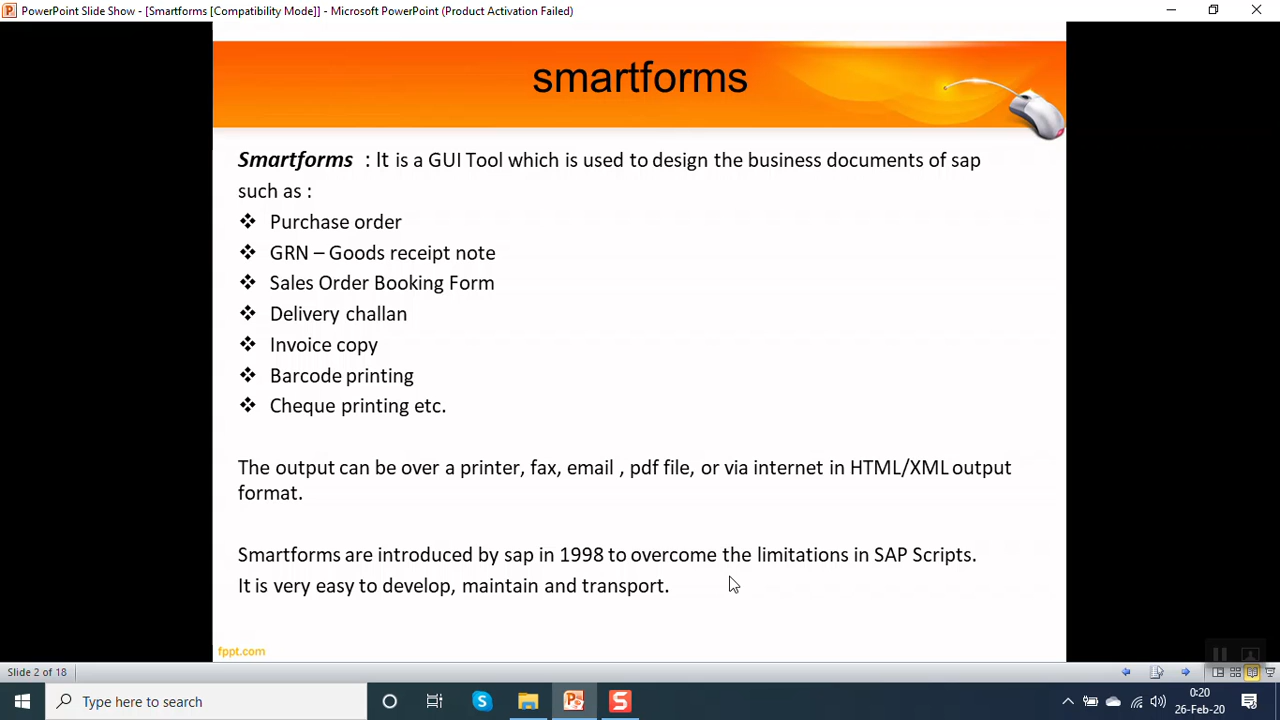 PowerPoint Slide Show - [Smartforms [Compatibility Mode]] - Microsoft PowerPoint (Product Activation Failed)
smartforms
Smartforms : It is a GUI Tool which is used to design the business documents of sap
such as :
❖ Purchase order
❖ GRN – Goods receipt note
❖ Sales Order Booking Form
❖ Delivery challan
❖ Invoice copy
❖ Barcode printing
❖ Cheque printing etc.
The output can be over a printer, fax, email , pdf file, or via internet in HTML/XML output
format.
Smartforms are introduced by sap in 1998 to overcome the limitations in SAP Scripts.
It is very easy to develop, maintain and transport.
fppt.com
Slide 2 of 18
Type here to search
0:20
26-Feb-20